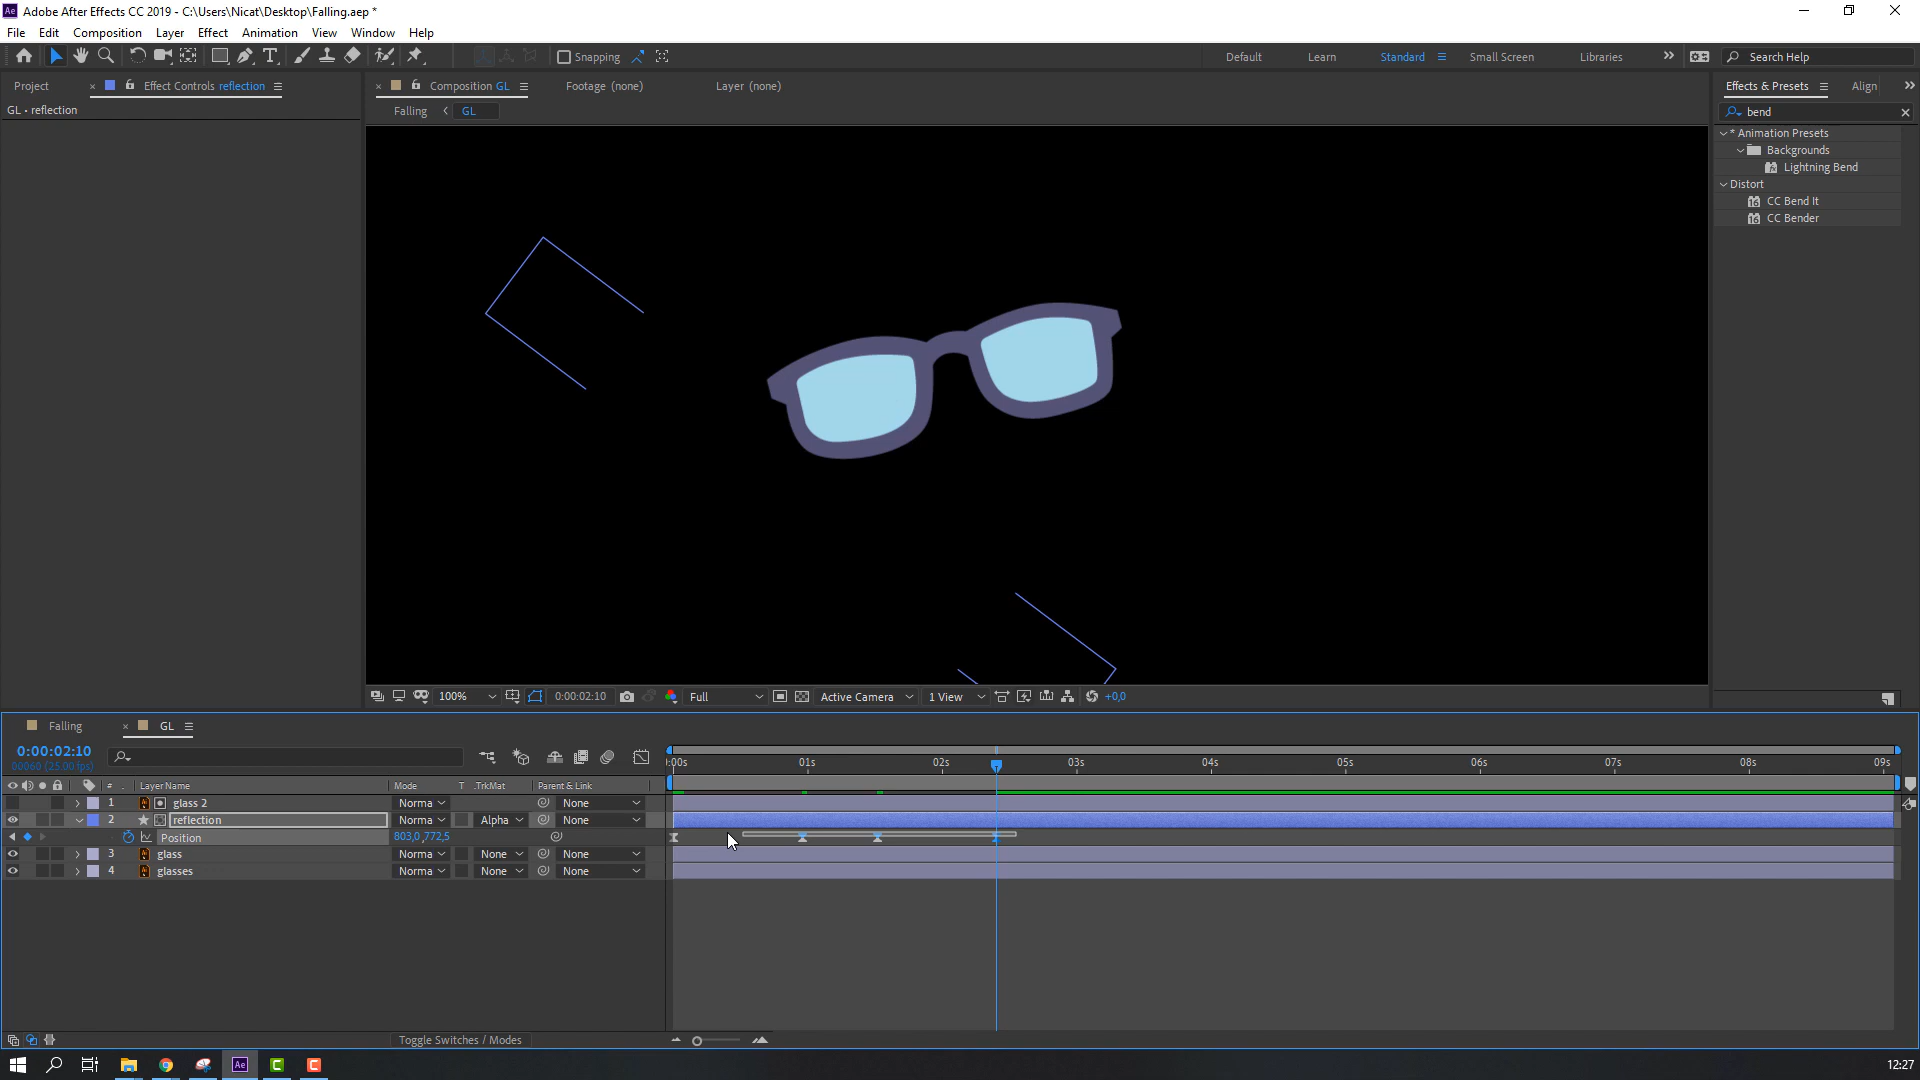 Adobe After Effects CC 2019 - C:\Users\Nicat\Desktop\Falling.aep *
File Edit Composition Layer Effect Animation View Window Help
Snapping Default Learn Standard Small Screen Libraries Search Help
Project Effect Controls reflection Composition GL Footage (none) Layer (none) Effects & Presets Align
GL • reflection Falling GL bend
* Animation Presets
Backgrounds
Lightning Bend
Distort
CC Bend It
CC Bender
100% 0:00:02:10 Full Active Camera 1 View +0,0
Falling GL
0:00:02:10
00060 (25.00 fps)
:00s 01s 02s 03s 04s 05s 06s 07s 08s 09s
# Layer Name Mode T .TrkMat Parent & Link
1 glass 2 Norma None
2 reflection Norma Alpha None
Position 803,0,772,5
3 glass Norma None None
4 glasses Norma None None
Toggle Switches / Modes
12:27